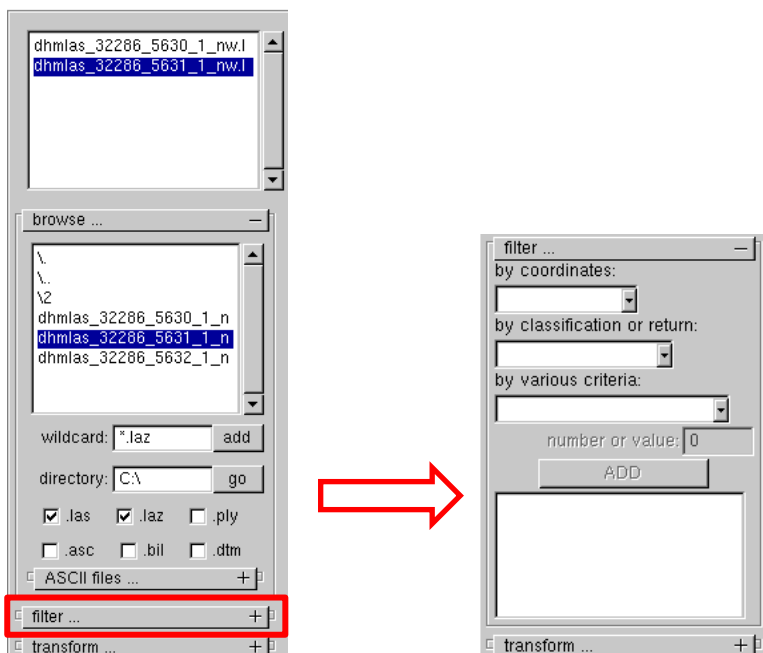 dhmlas_32286_5630_1_nw.l
dhmlas_32286_5631_1_nw.l
browse ...
\.
\..
\2
dhmlas_32286_5630_1_n
dhmlas_32286_5631_1_n
dhmlas_32286_5632_1_n
wildcard: *.laz add
directory: C:\ go
.las .laz .ply
.asc .bil .dtm
ASCII files ...
filter ...
transform ...
filter ...
by coordinates:
by classification or return:
by various criteria:
number or value: 0
ADD
transform ...